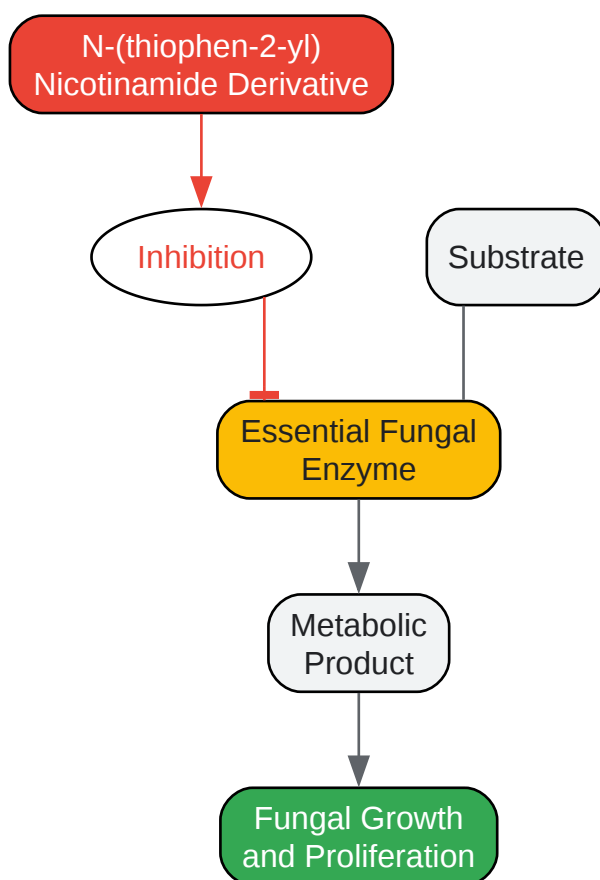 N-(thiophen-2-yl)
Nicotinamide Derivative
Inhibition
Substrate
Essential Fungal
Enzyme
Metabolic
Product
Fungal Growth
and Proliferation